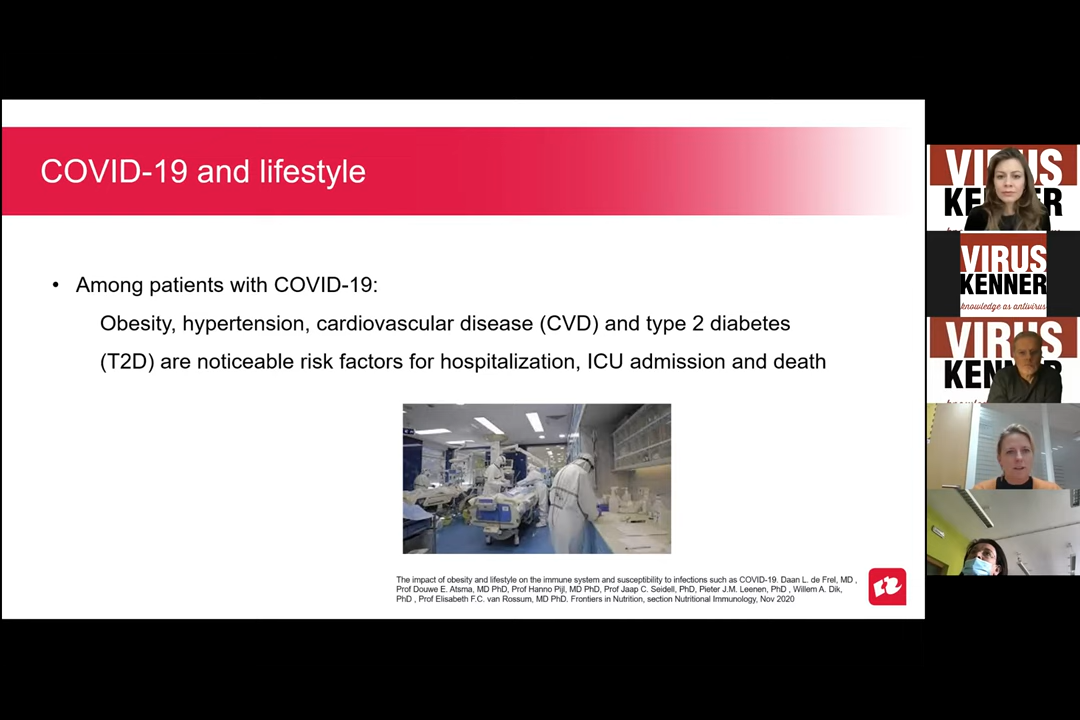 COVID-19 and lifestyle
• Among patients with COVID-19:
Obesity, hypertension, cardiovascular disease (CVD) and type 2 diabetes
(T2D) are noticeable risk factors for hospitalization, ICU admission and death
The impact of obesity and lifestyle on the immune system and susceptibility to infections such as COVID-19. Daan L. de Frel, MD ,
Prof Douwe E. Atsma, MD PhD, Prof Hanno Pijl, MD PhD, Prof Jaap C. Seidell, PhD, Pieter J.M. Leenen, PhD , Willem A. Dik,
PhD , Prof Elisabeth F.C. van Rossum, MD PhD. Frontiers in Nutrition, section Nutritional Immunology, Nov 2020
VIRUS
KENNER
knowledge as antivirus